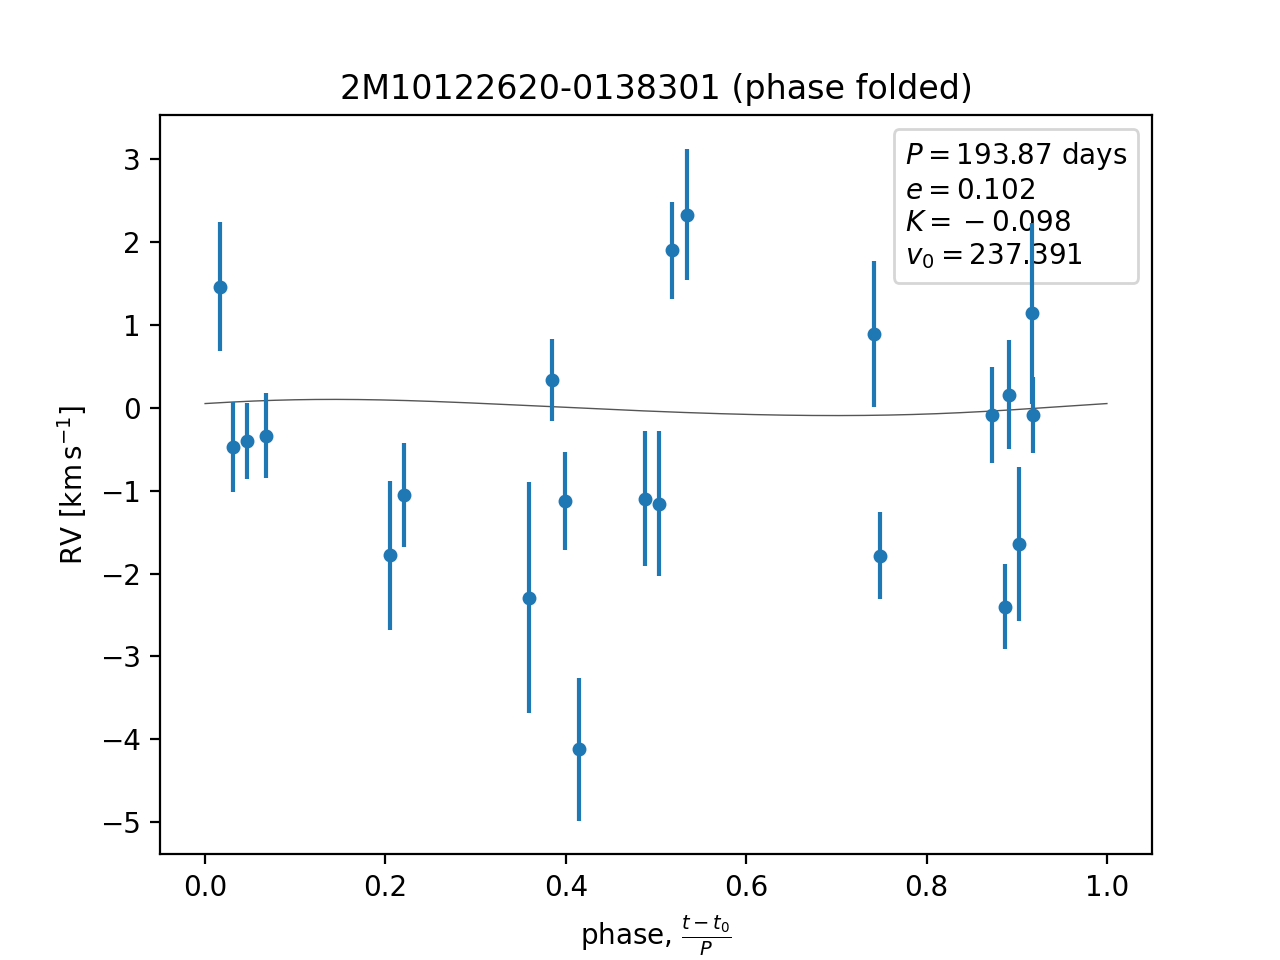 2M10122620-0138301 (phase folded)
P = 193.87 days
e = 0.102
K = −0.098
v₀ = 237.391
3
2
1
0
−1
−2
−3
−4
−5
RV [km s⁻¹]
0.0 0.2 0.4 0.6 0.8 1.0
phase, (t − t₀)/P